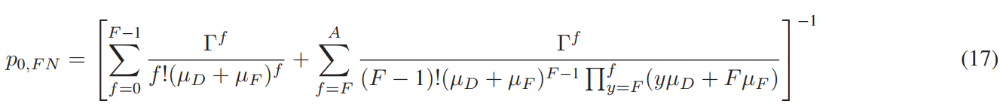 p_{0,FN} = \left[ \sum_{f=0}^{F-1} \frac{\Gamma^f}{f!(\mu_D + \mu_F)^f} + \sum_{f=F}^{A} \frac{\Gamma^f}{(F-1)!(\mu_D + \mu_F)^{F-1} \prod_{y=F}^{f} (y\mu_D + F\mu_F)} \right]^{-1} (17)